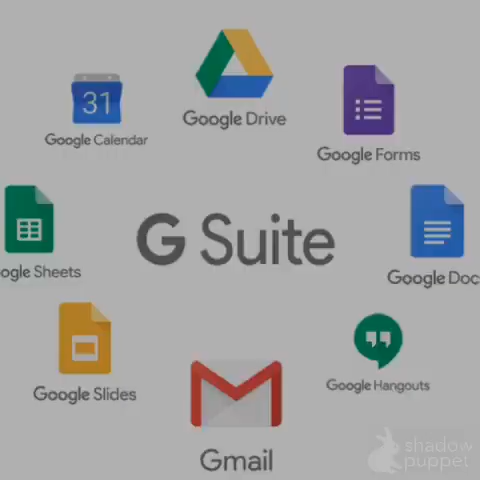 31
Google Drive
Google Calendar
Google Forms
G Suite
ogle Sheets
Google Doc
Google Slides
Google Hangouts
Gmail
shadow
puppet